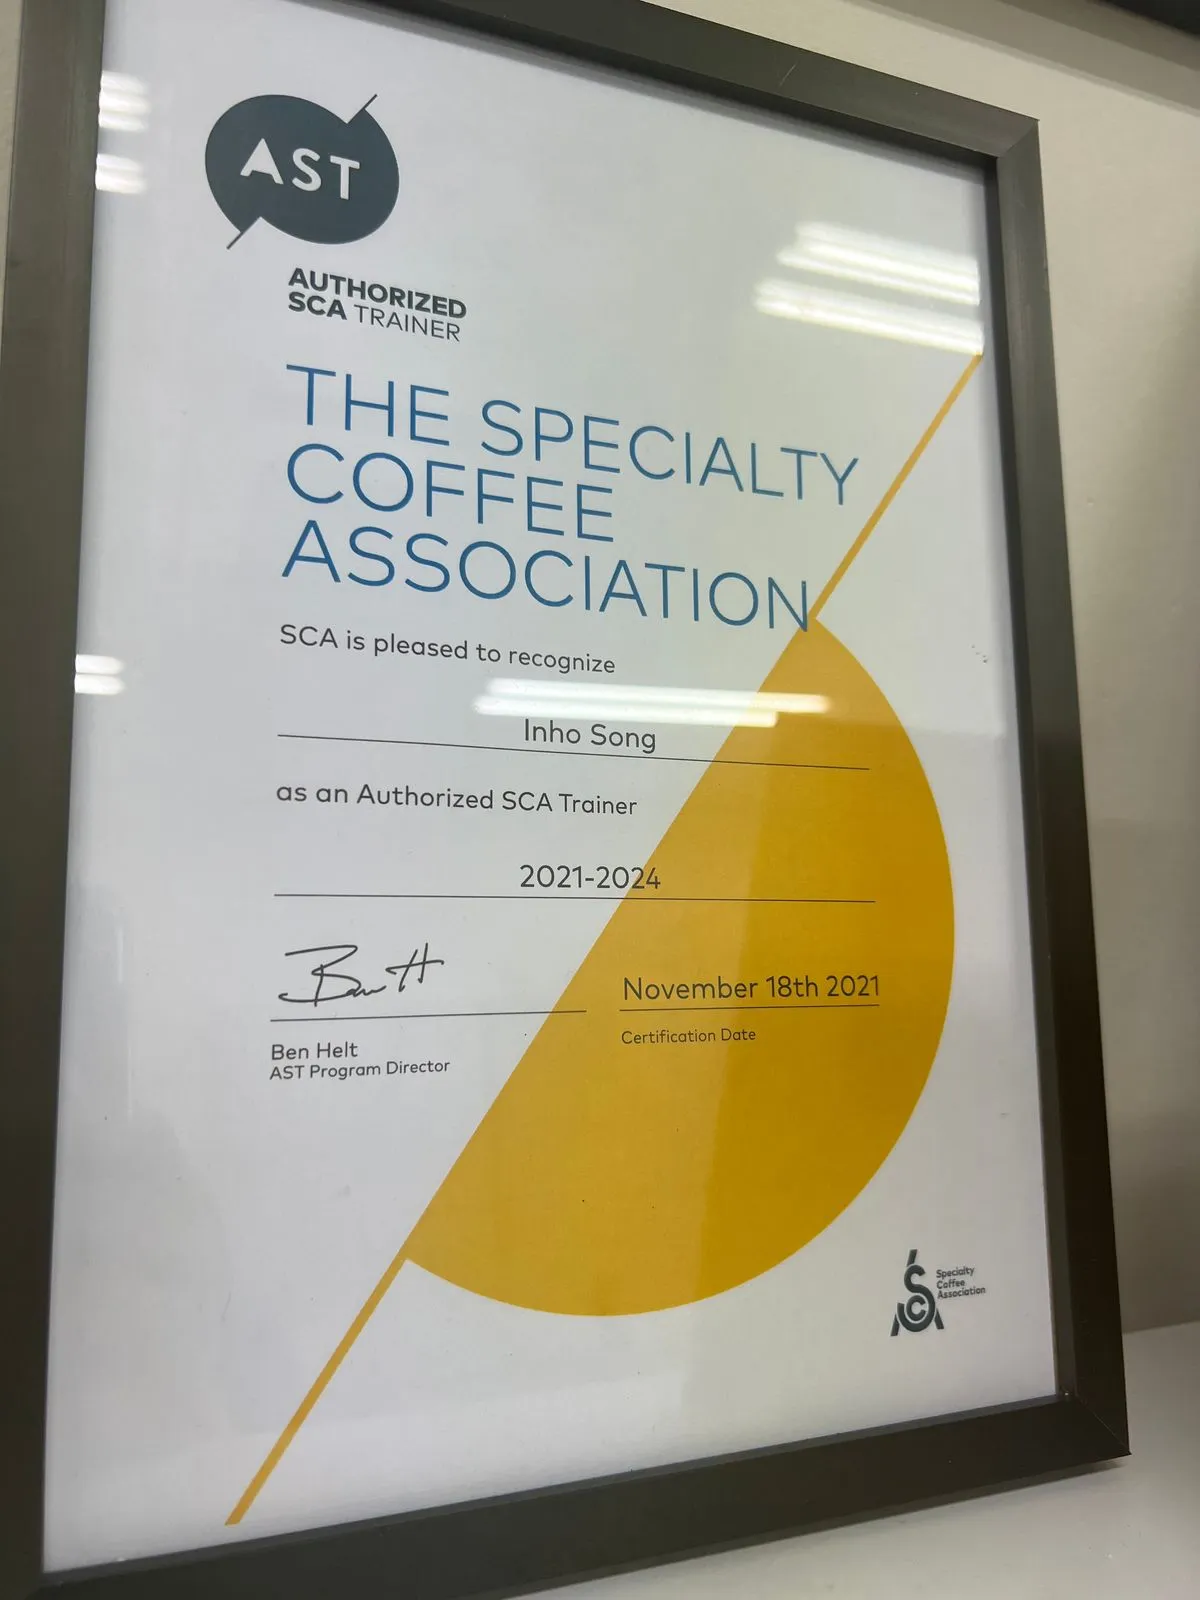 AST
AUTHORIZED
SCA TRAINER
THE SPECIALTY
COFFEE
ASSOCIATION
SCA is pleased to recognize
Inho Song
as an Authorized SCA Trainer
2021-2024
November 18th 2021
Ben Helt
AST Program Director
Certification Date
SCA
Specialty
Coffee
Association